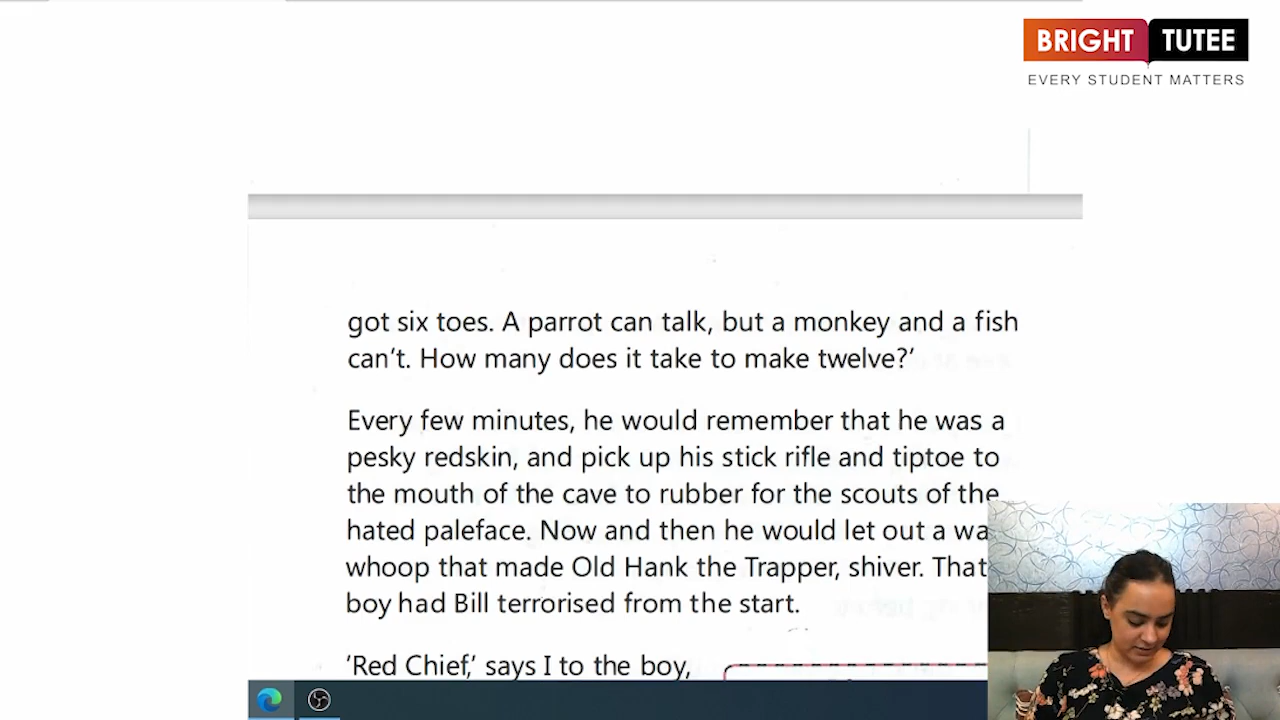 BRIGHT TUTEE
EVERY STUDENT MATTERS
got six toes. A parrot can talk, but a monkey and a fish
can't. How many does it take to make twelve?'
Every few minutes, he would remember that he was a
pesky redskin, and pick up his stick rifle and tiptoe to
the mouth of the cave to rubber for the scouts of the
hated paleface. Now and then he would let out a wa
whoop that made Old Hank the Trapper, shiver. That
boy had Bill terrorised from the start.
'Red Chief,' says I to the boy,